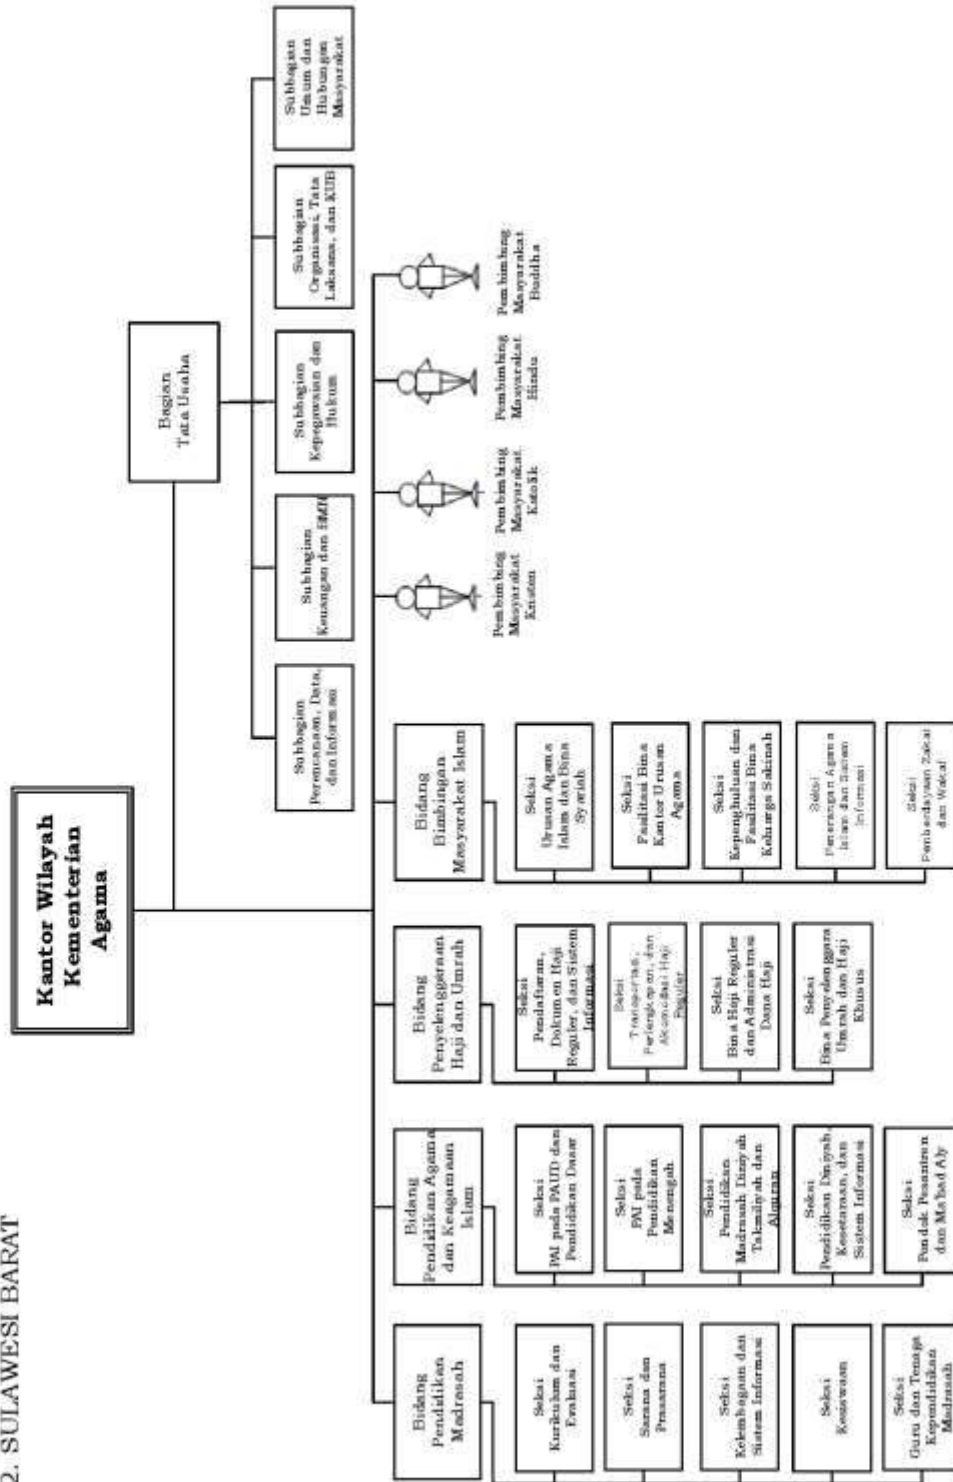 2. SULAWESI BARAT
Kantor Wilayah
Kementerian
Agama
Bagian
Tata Usaha
Subbagian
Perencanaan, Data,
dan Informasi
Subbagian
Keuangan dan BMN
Subbagian
Kepegawaian dan
Hukum
Subbagian
Organisasi, Tata
Laksana, dan KUB
Subbagian
Umum dan
Hubungan
Masyarakat
Bidang
Pendidikan
Madrasah
Seksi
Kurikulum dan
Evaluasi
Seksi
Sarana dan
Prasarana
Seksi
Kelembagaan dan
Sistem Informasi
Seksi
Kesiswaan
Seksi
Guru dan Tenaga
Kependidikan
Madrasah
Bidang
Pendidikan Agama
dan Keagamaan
Islam
Seksi
PAI pada PAUD dan
Pendidikan Dasar
Seksi
PAI pada
Pendidikan
Menengah
Seksi
Pendidikan
Madrasah Diniyah
Takmiliyah dan
Alquran
Seksi
Pendidikan Diniyah,
Kesetaraan, dan
Sistem Informasi
Seksi
Pondok Pesantren
dan Ma'had Aly
Bidang
Penyelenggaraan
Haji dan Umrah
Seksi
Pendaftaran,
Dokumen Haji
Reguler, dan Sistem
Informasi
Seksi
Transportasi,
Perlengkapan, dan
Akomodasi Haji
Reguler
Seksi
Bina Haji Reguler
dan Administrasi
Dana Haji
Seksi
Bina Penyelenggara
Umrah dan Haji
Khusus
Bidang
Bimbingan
Masyarakat Islam
Seksi
Urusan Agama
Islam dan Bina
Syariah
Seksi
Fasilitasi Bina
Kantor Urusan
Agama
Seksi
Kepenghuluan dan
Fasilitasi Bina
Keluarga Sakinah
Seksi
Penerangan Agama
Islam dan Sistem
Informasi
Seksi
Pemberdayaan Zakat
dan Wakaf
Pembimbing
Masyarakat
Kristen
Pembimbing
Masyarakat
Katolik
Pembimbing
Masyarakat
Hindu
Pembimbing
Masyarakat
Buddha